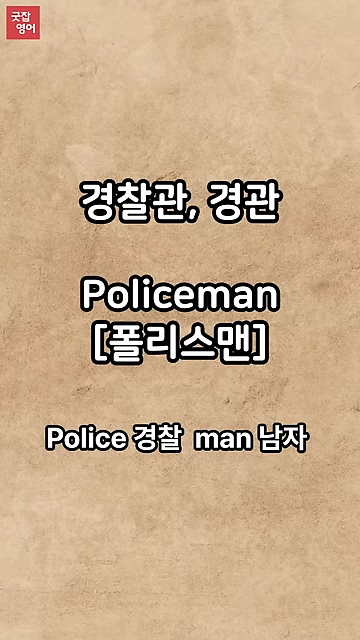 굿잡
영어
경찰관, 경관
Policeman
[폴리스맨]
Police 경찰 man 남자